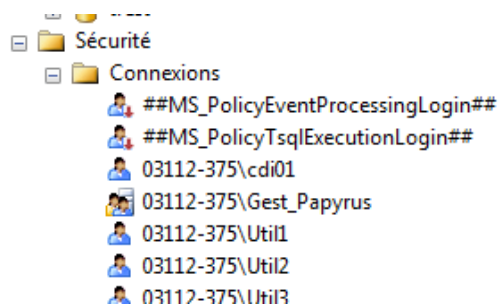 Sécurité
Connexions
##MS_PolicyEventProcessingLogin##
##MS_PolicyTsqlExecutionLogin##
03112-375\cdi01
03112-375\Gest_Papyrus
03112-375\Util1
03112-375\Util2
03112-375\Util3